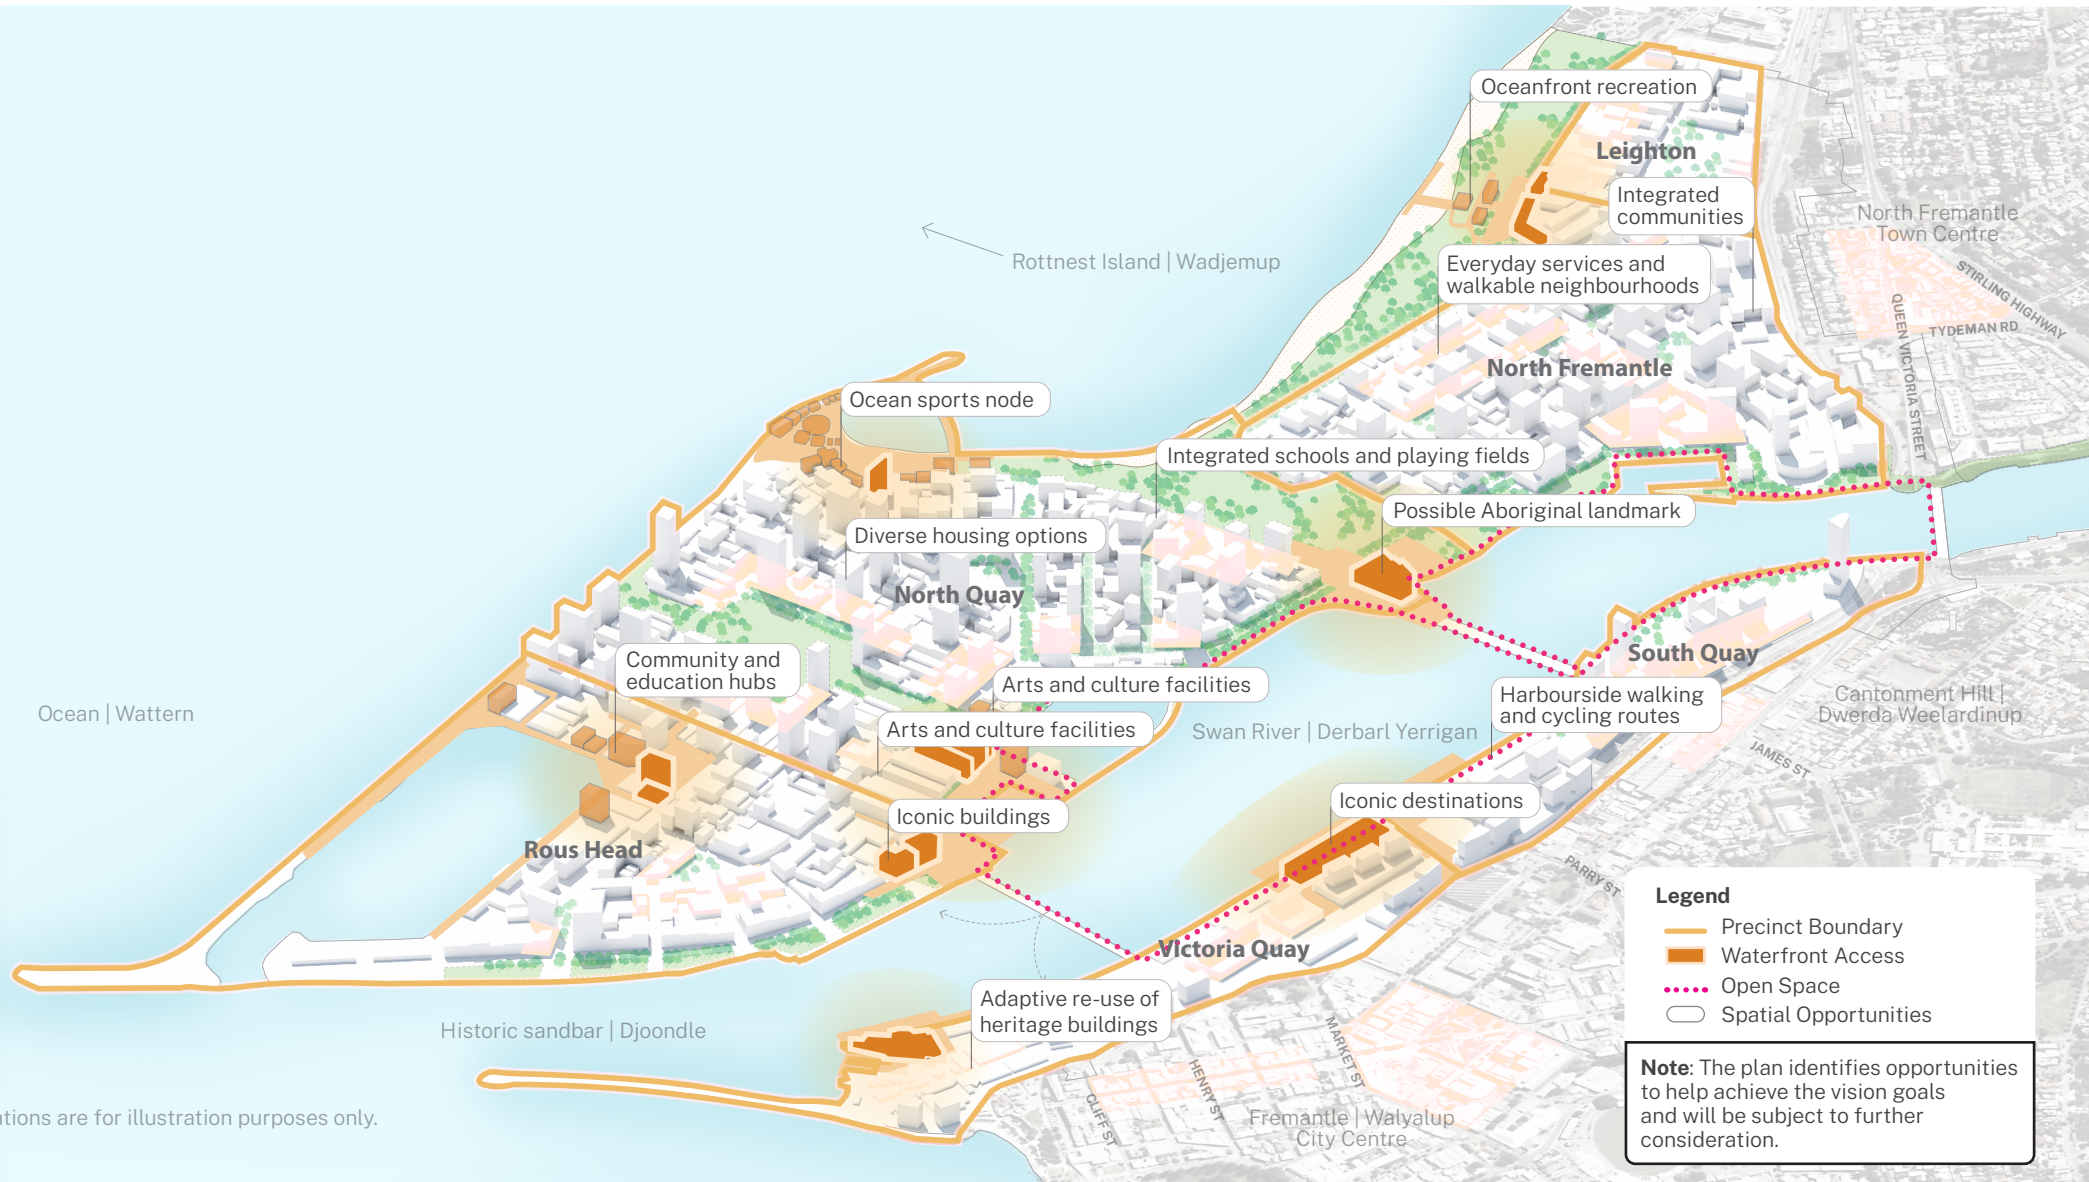 Oceanfront recreation
Leighton
Integrated
communities
North Fremantle
Town Centre
Rottnest Island | Wadjemup
Everyday services and
walkable neighbourhoods
STIRLING HIGHWAY
QUEEN VICTORIA STREET
TYDEMAN RD
North Fremantle
Ocean sports node
Integrated schools and playing fields
Possible Aboriginal landmark
Diverse housing options
North Quay
Community and
education hubs
South Quay
Arts and culture facilities
Harbourside walking
and cycling routes
Cantonment Hill |
Dwerda Weelardinup
Ocean | Wattern
Arts and culture facilities
Swan River | Derbarl Yerrigan
JAMES ST
Iconic destinations
Iconic buildings
Rous Head
PARRY ST
Victoria Quay
Adaptive re-use of
heritage buildings
Historic sandbar | Djoondle
MARKET ST
HENRY ST
CLIFF ST
Fremantle | Walyalup
City Centre
ations are for illustration purposes only.
Legend
Precinct Boundary
Waterfront Access
Open Space
Spatial Opportunities
Note: The plan identifies opportunities
to help achieve the vision goals
and will be subject to further
consideration.